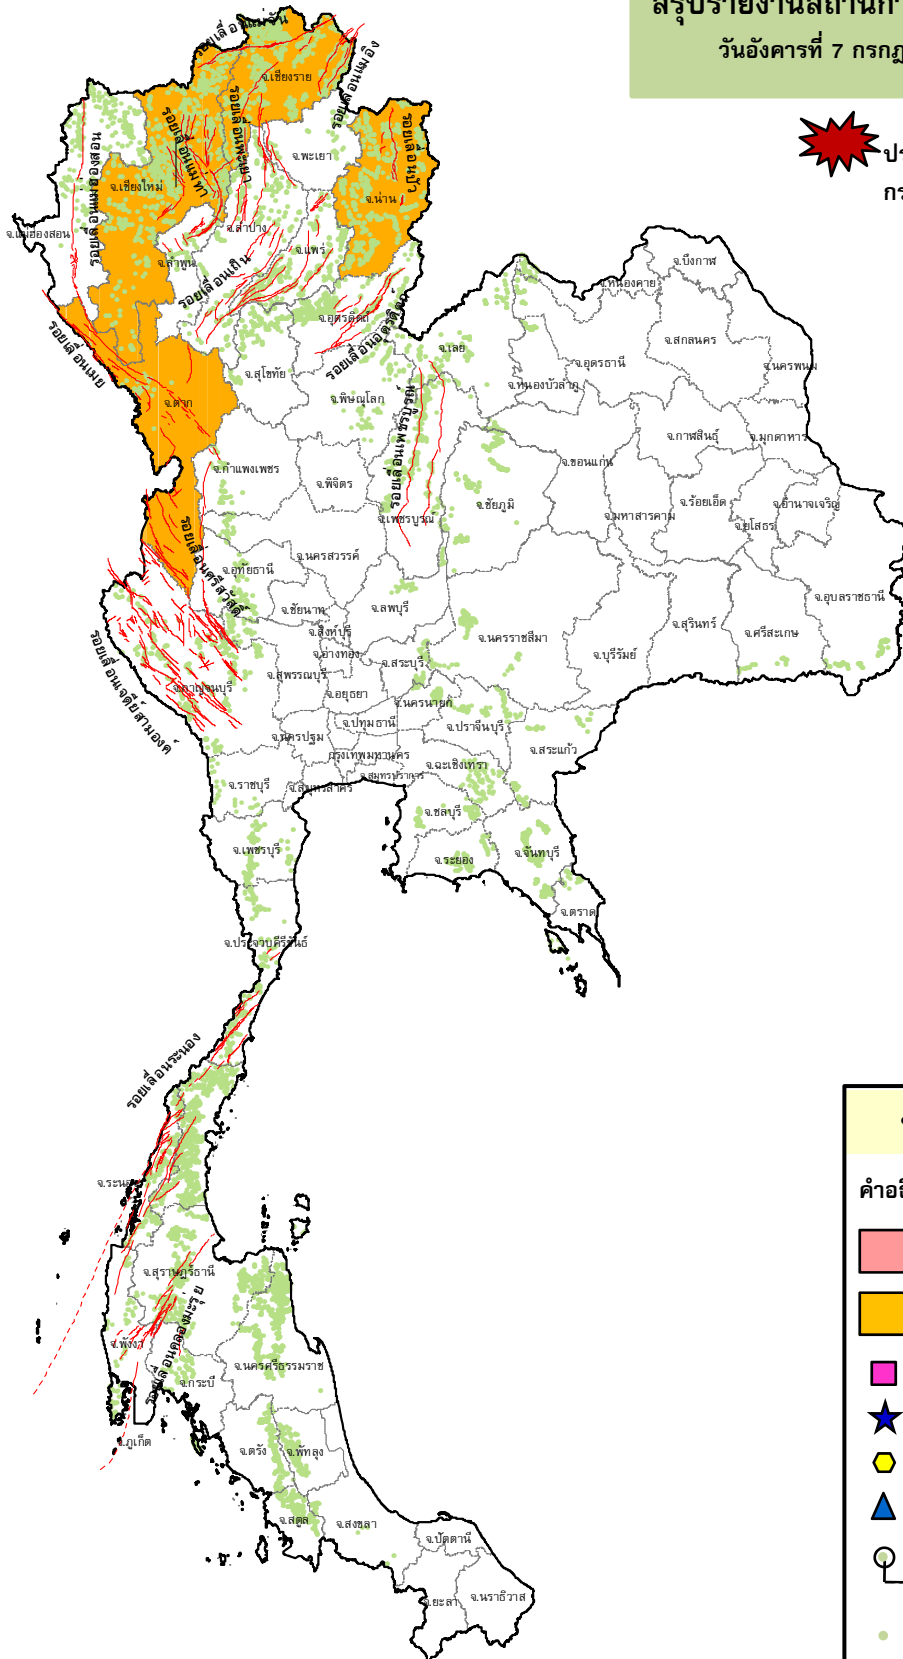 สรุปรายงานสถานกา
วันอังคารที่ 7 กรกฎ
ปร
กร
รอยเลื่อนแม่จัน
จ.เชียงราย
รอยเลื่อนแม่อิง
รอยเลื่อนแม่ทา
รอยเลื่อนพะเยา
รอยเลื่อนปัว
จ.พะเยา
จ.เชียงใหม่
รอยเลื่อนแม่ฮ่องสอน
จ.น่าน
จ.แม่ฮ่องสอน
จ.ลำปาง
จ.แพร่
จ.ลำพูน
รอยเลื่อนเถิน
จ.บึงกาฬ
จ.หนองคาย
จ.อุตรดิตถ์
รอยเลื่อนอุตรดิตถ์
จ.เลย
จ.สกลนคร
รอยเลื่อนเมย
จ.สุโขทัย
จ.อุดรธานี
จ.นครพนม
จ.หนองบัวลำภู
จ.ตาก
จ.พิษณุโลก
รอยเลื่อนเพชรบูรณ์
จ.กาฬสินธุ์
จ.มุกดาหาร
จ.กำแพงเพชร
จ.พิจิตร
จ.ขอนแก่น
จ.ชัยภูมิ
จ.ร้อยเอ็ด
จ.อำนาจเจริญ
จ.เพชรบูรณ์
จ.มหาสารคาม
จ.ยโสธร
รอยเลื่อนศรีสวัสดิ์
จ.นครสวรรค์
จ.อุทัยธานี
จ.ชัยนาท
จ.ลพบุรี
จ.อุบลราชธานี
จ.สิงห์บุรี
จ.นครราชสีมา
จ.สุรินทร์
จ.ศรีสะเกษ
จ.อ่างทอง
จ.บุรีรัมย์
จ.สระบุรี
จ.สุพรรณบุรี
รอยเลื่อนเจดีย์สามองค์
จ.กาญจนบุรี
จ.อยุธยา
จ.นครนายก
จ.ปทุมธานี
จ.ปราจีนบุรี
จ.นครปฐม
กรุงเทพมหานคร
จ.สระแก้ว
จ.ฉะเชิงเทรา
จ.สมุทรปราการ
จ.ราชบุรี
จ.สมุทรสาคร
จ.ชลบุรี
จ.เพชรบุรี
จ.ระยอง
จ.จันทบุรี
จ.ตราด
จ.ประจวบคีรีขันธ์
รอยเลื่อนระนอง
จ.ระนอง
คำอธิ
จ.สุราษฎร์ธานี
รอยเลื่อนคลองมะรุ่ย
จ.พังงา
จ.นครศรีธรรมราช
จ.กระบี่
จ.ภูเก็ต
จ.ตรัง
จ.พัทลุง
จ.สตูล
จ.สงขลา
จ.ปัตตานี
จ.ยะลา
จ.นราธิวาส